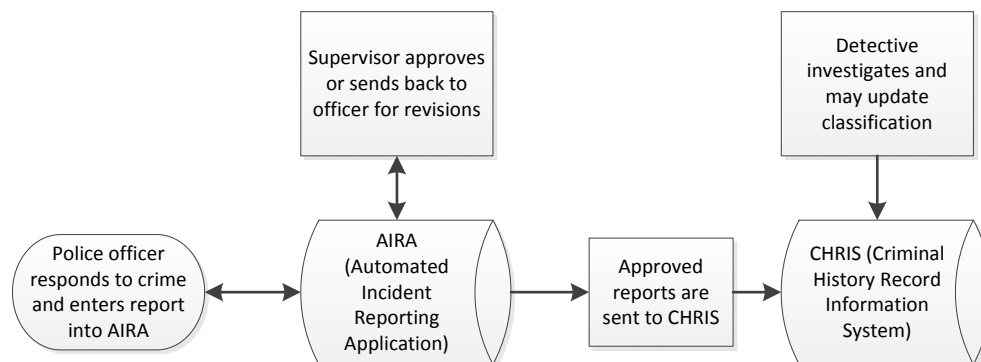 Supervisor approves
or sends back to
officer for revisions
Detective
investigates and
may update
classification
Police officer
responds to crime
and enters report
into AIRA
AIRA
(Automated
Incident
Reporting
Application)
Approved
reports are
sent to CHRIS
CHRIS (Criminal
History Record
Information
System)